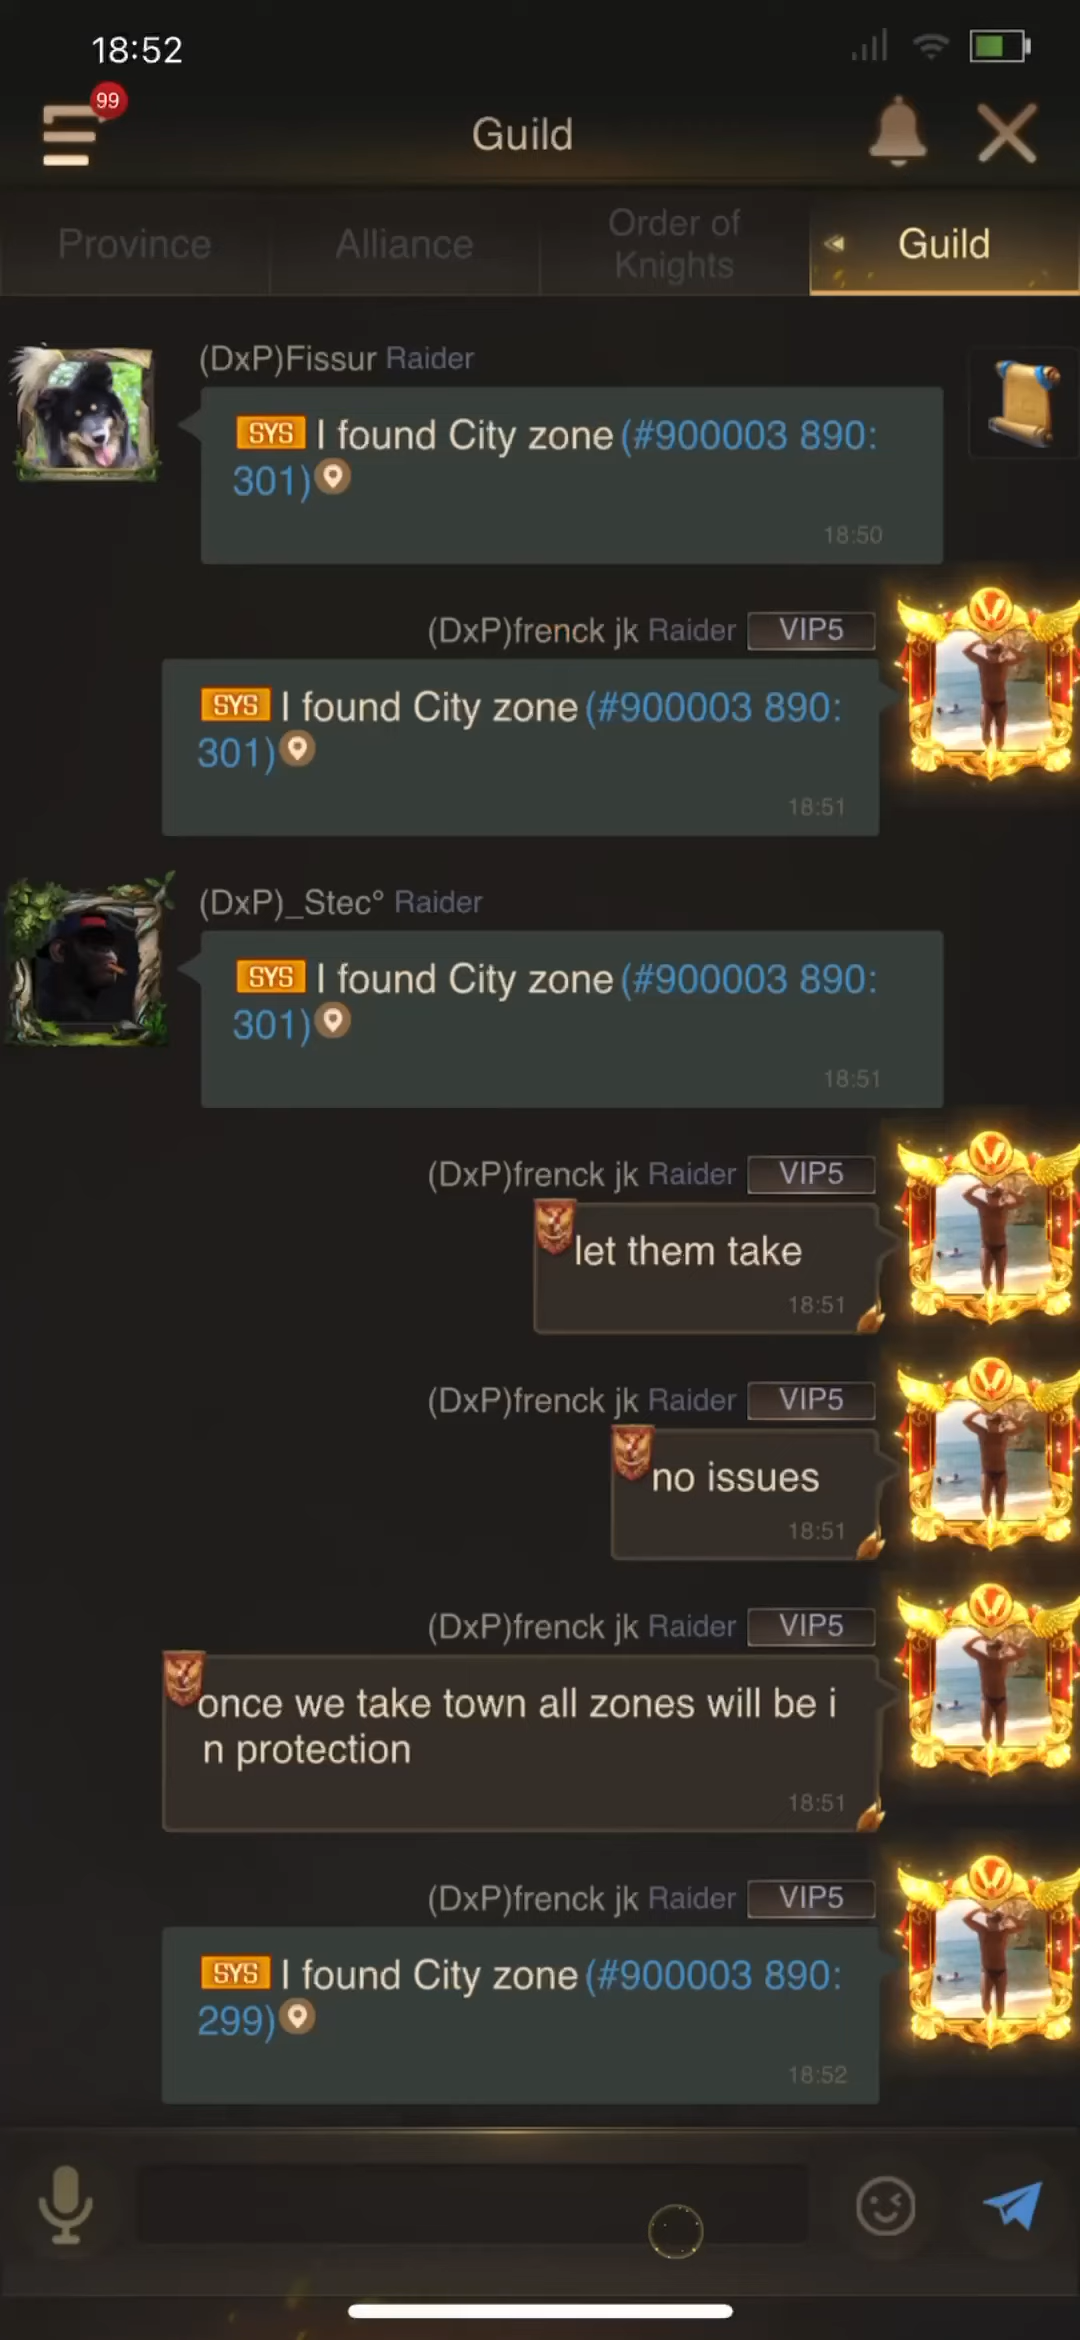 18:52
99
Guild
Province
Alliance
Order of
Knights
Guild
(DxP)Fissur Raider
SYS I found City zone (#900003 890:
301)
18:50
(DxP)frenck jk Raider VIP5
SYS I found City zone (#900003 890:
301)
18:51
(DxP)_Stec° Raider
SYS I found City zone (#900003 890:
301)
18:51
(DxP)frenck jk Raider VIP5
let them take
18:51
(DxP)frenck jk Raider VIP5
no issues
18:51
(DxP)frenck jk Raider VIP5
once we take town all zones will be i
n protection
18:51
(DxP)frenck jk Raider VIP5
SYS I found City zone (#900003 890:
299)
18:52